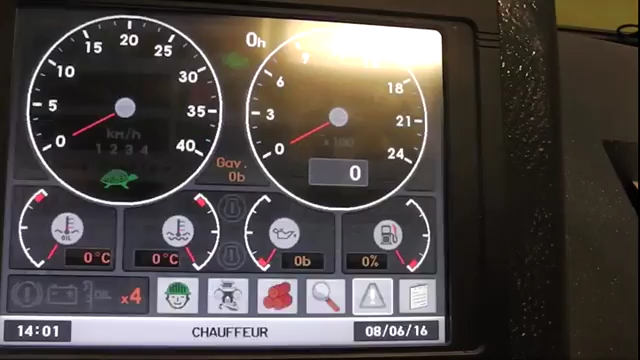 0 5 10 15 20 25 30 35 40
km/h
1 2 3 4
0h
Gav.
0b
0 3 6 9 18 21 24
x 100
0
OIL
0°C
0°C
0b
0%
x4
14:01 CHAUFFEUR 08/06/16